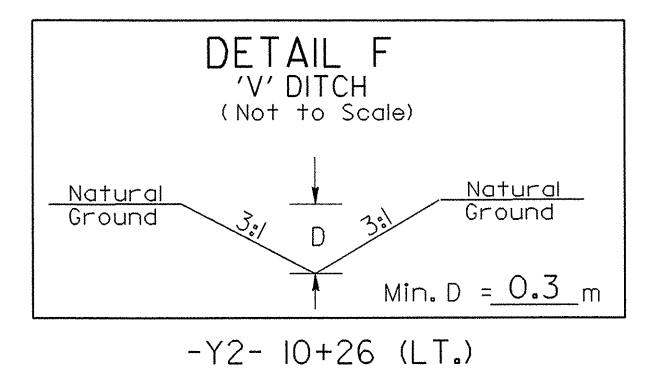 DETAIL F
'V' DITCH
(Not to Scale)
Natural
Ground
3:1
D
3:1
Natural
Ground
Min. D = 0.3 m
-Y2- 10+26 (LT.)